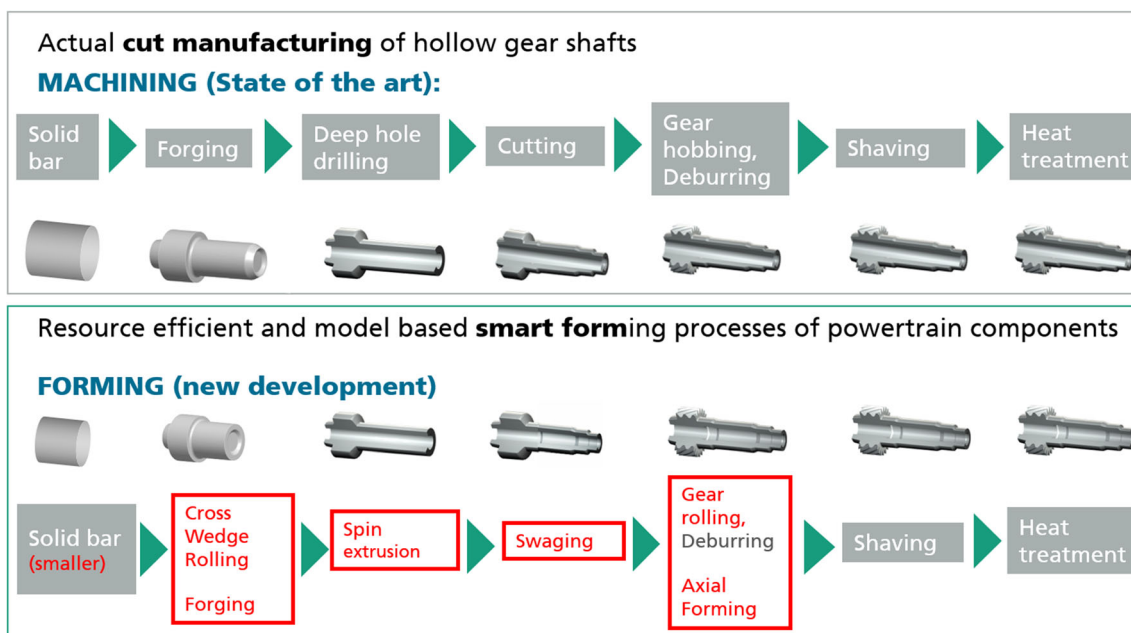 Actual cut manufacturing of hollow gear shafts
MACHINING (State of the art):
Solid
bar
Forging
Deep hole
drilling
Cutting
Gear
hobbing,
Deburring
Shaving
Heat
treatment
Resource efficient and model based smart forming processes of powertrain components
FORMING (new development)
Solid bar
(smaller)
Cross
Wedge
Rolling
Forging
Spin
extrusion
Swaging
Gear
rolling,
Deburring
Axial
Forming
Shaving
Heat
treatment